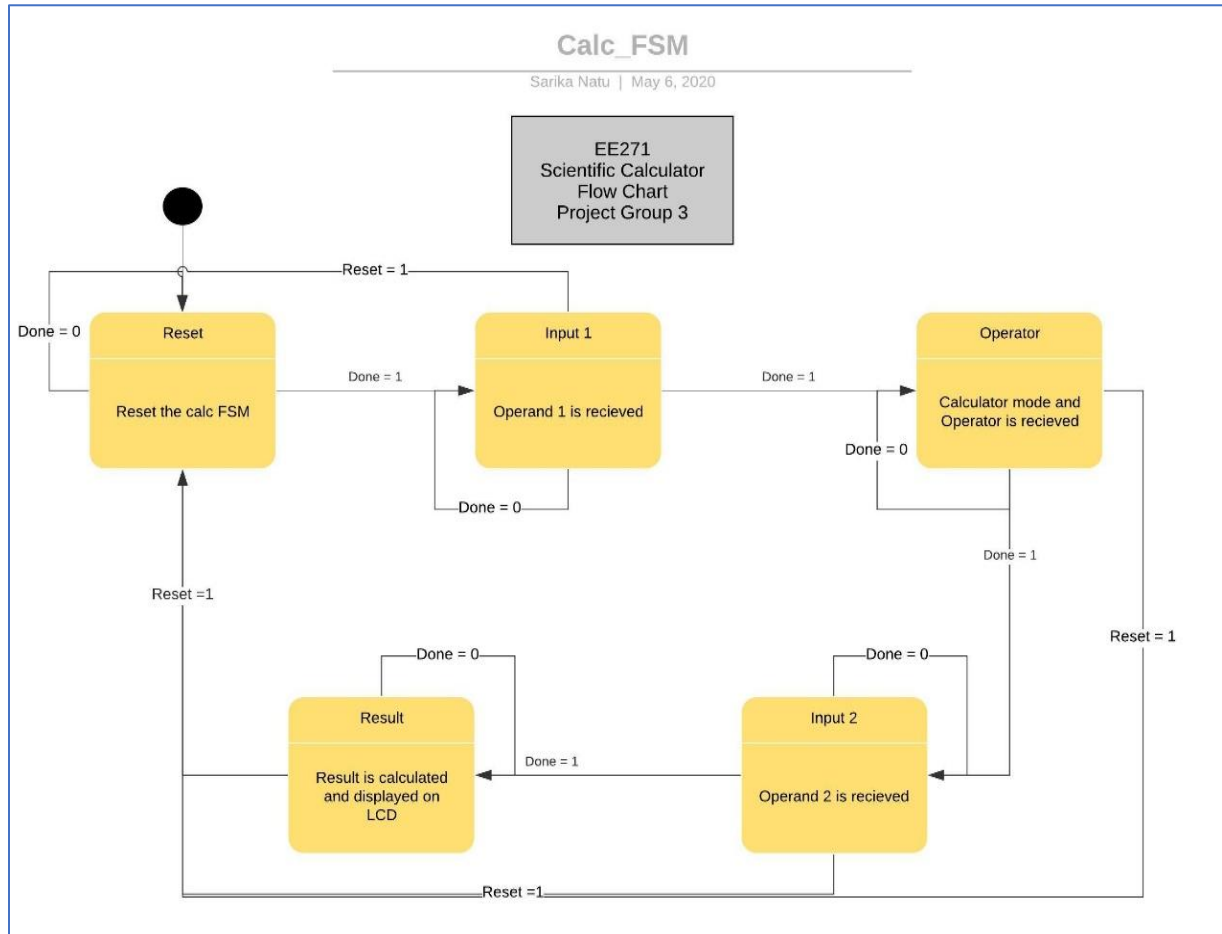 Calc_FSM
Sarika Natu | May 6, 2020
EE271
Scientific Calculator
Flow Chart
Project Group 3
Reset = 1
Done = 0
Reset
Reset the calc FSM
Done = 1
Input 1
Operand 1 is recieved
Done = 0
Done = 1
Operator
Calculator mode and
Operator is recieved
Done = 0
Done = 1
Reset = 1
Reset =1
Done = 0
Result
Result is calculated
and displayed on
LCD
Done = 1
Done = 0
Input 2
Operand 2 is recieved
Reset =1